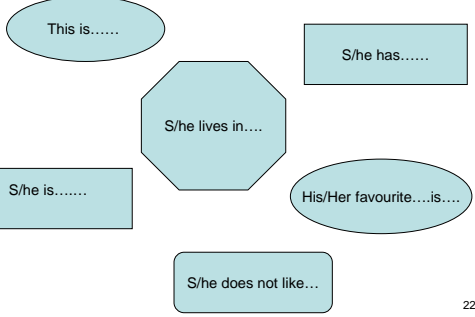 This is……
S/he has……
S/he lives in….
S/he is…….…
His/Her favourite….is….
S/he does not like…
22